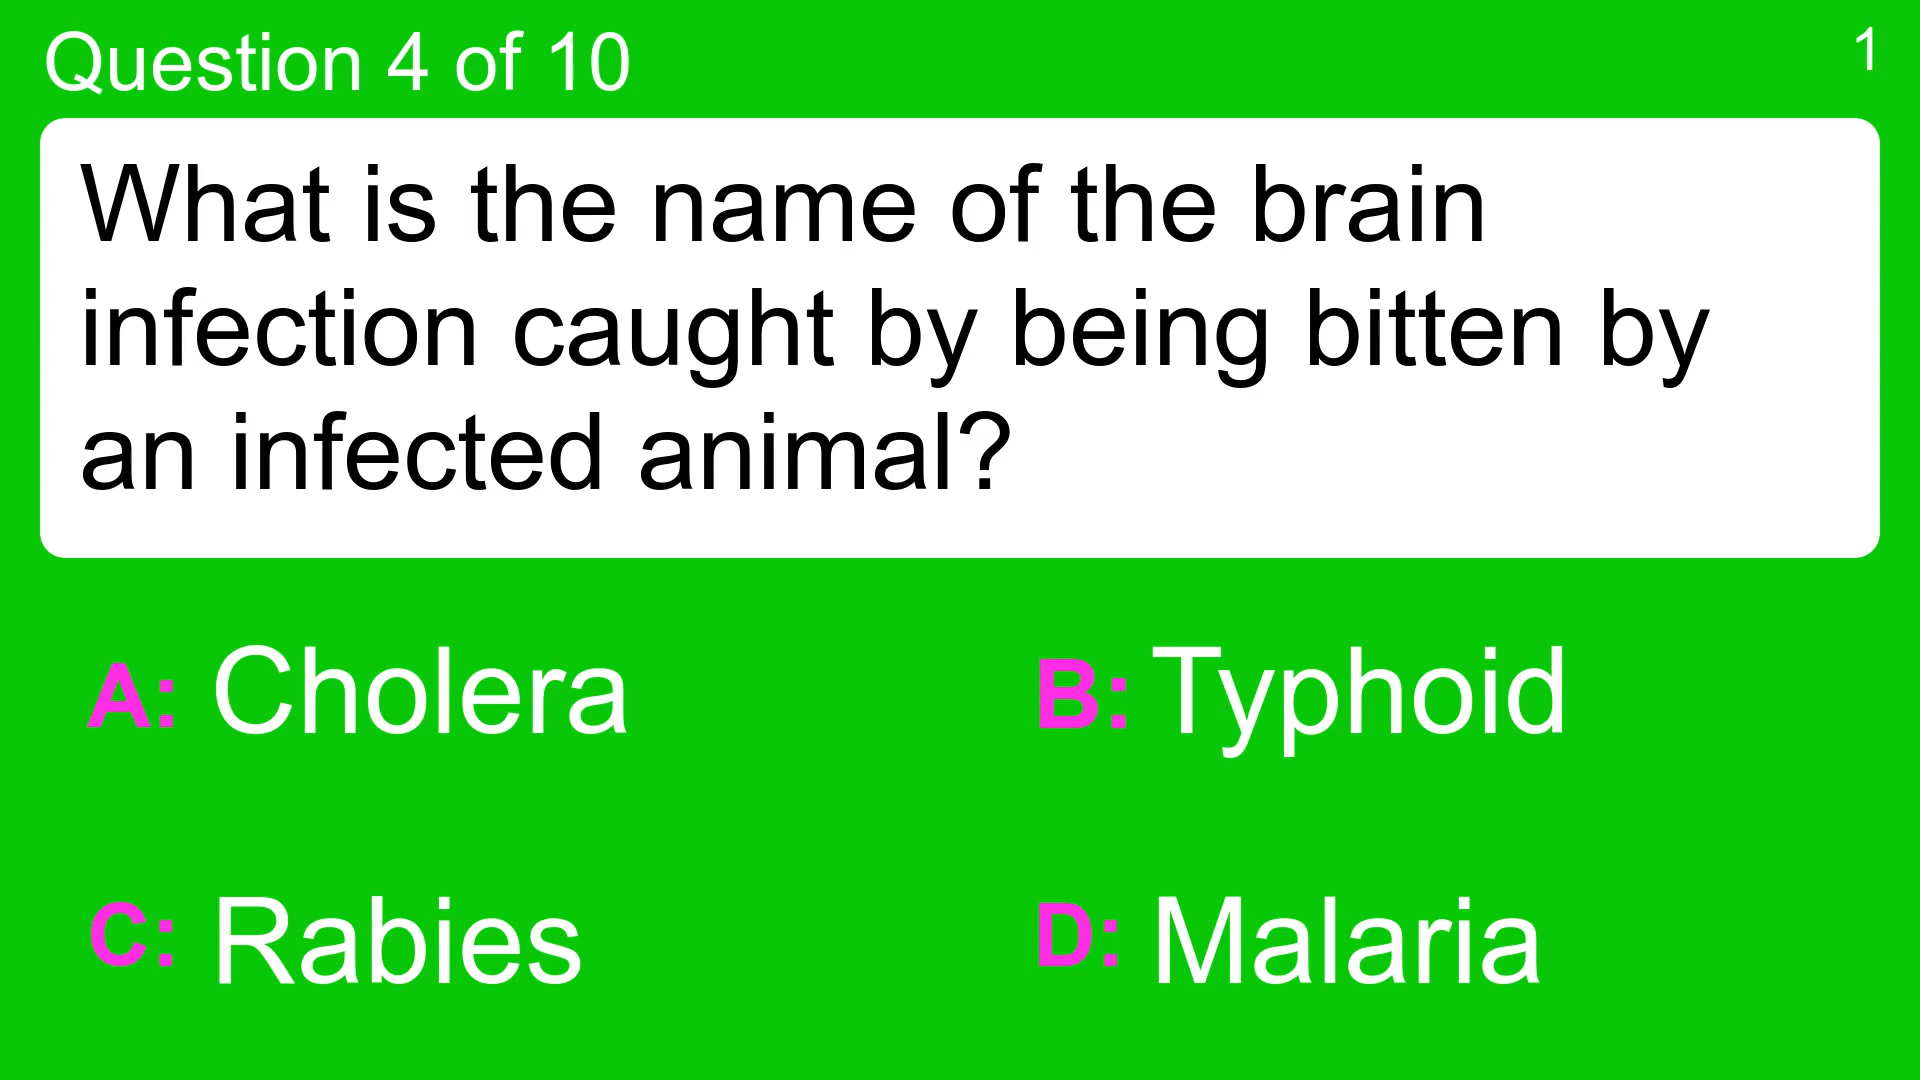 Question 4 of 10
1
What is the name of the brain
infection caught by being bitten by
an infected animal?
A: Cholera
B: Typhoid
C: Rabies
D: Malaria